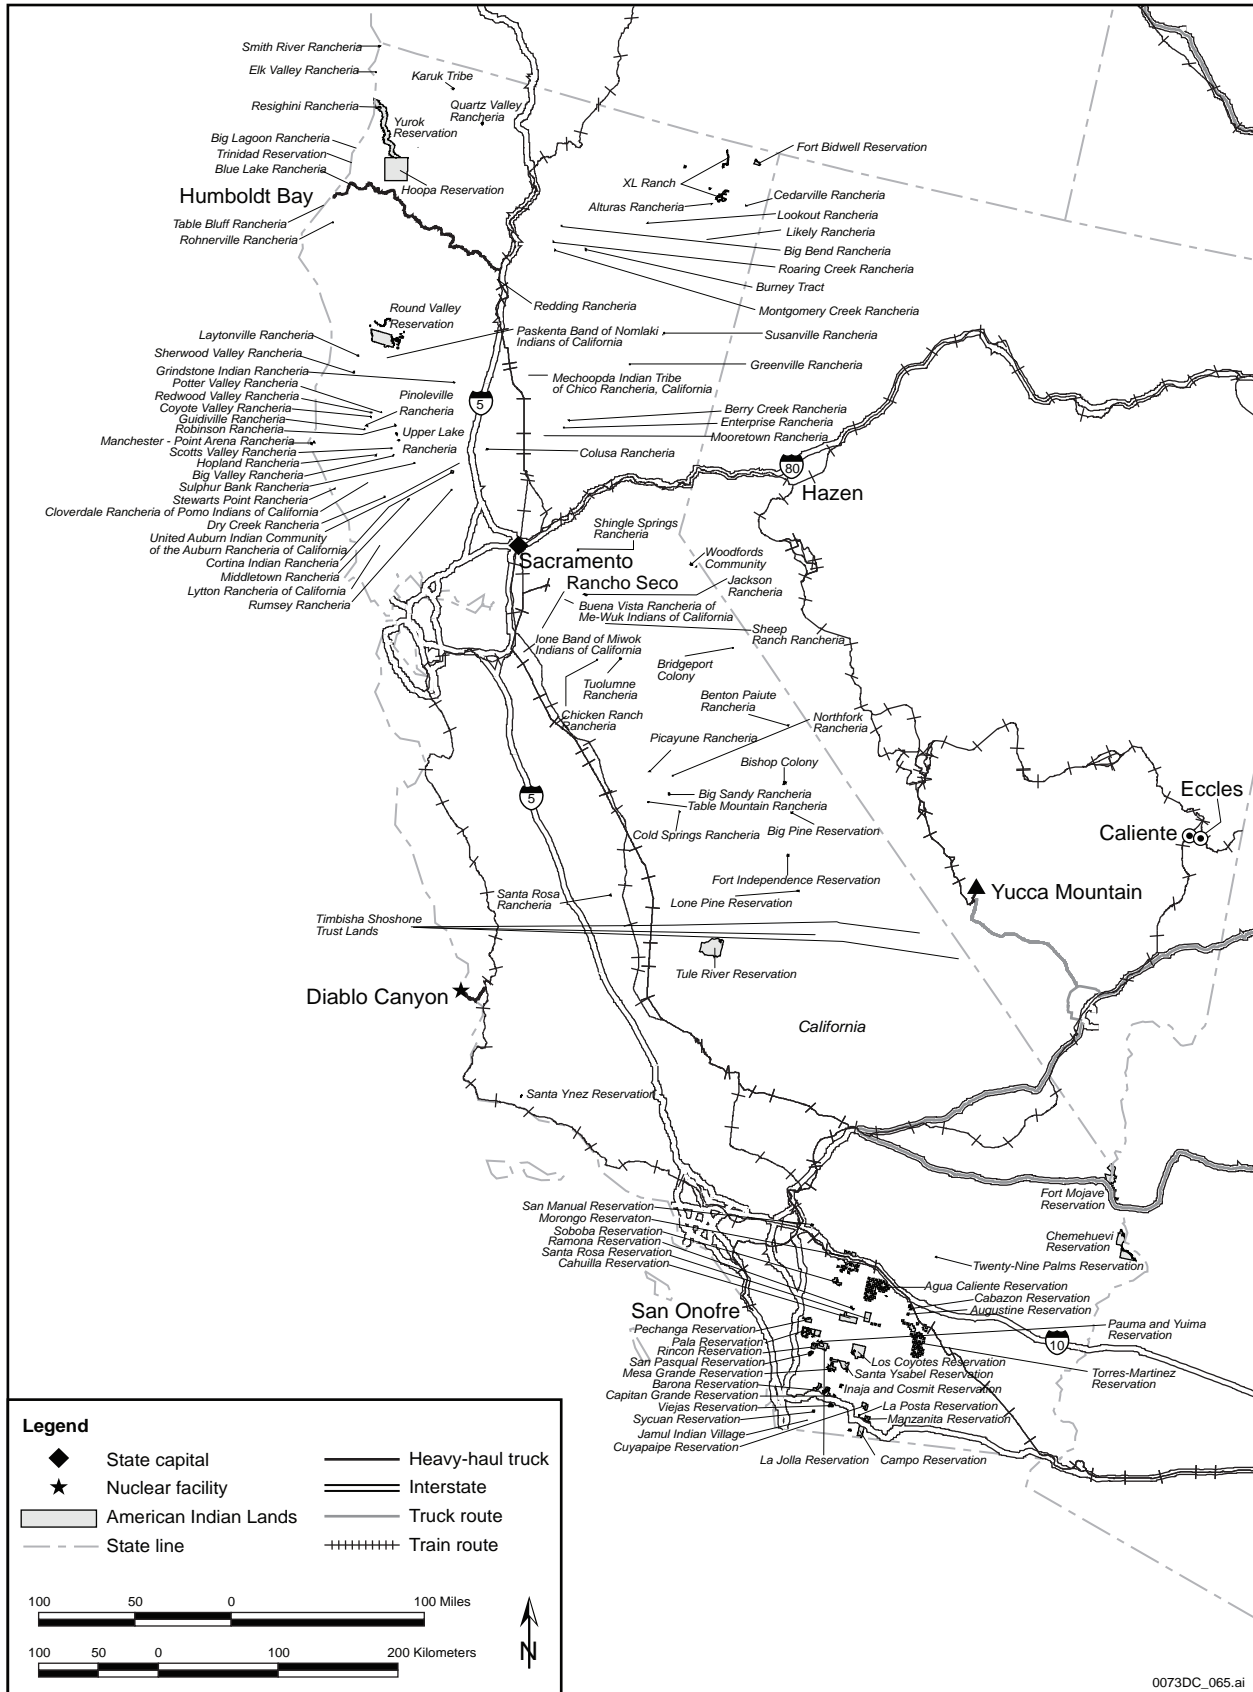 Smith River Rancheria
Elk Valley Rancheria
Karuk Tribe
Resighini Rancheria
Quartz Valley
Rancheria
Yurok
Reservation
Big Lagoon Rancheria
Trinidad Reservation
Blue Lake Rancheria
Fort Bidwell Reservation
XL Ranch
Hoopa Reservation
Humboldt Bay
Cedarville Rancheria
Alturas Rancheria
Lookout Rancheria
Table Bluff Rancheria
Likely Rancheria
Rohnerville Rancheria
Big Bend Rancheria
Roaring Creek Rancheria
Burney Tract
Redding Rancheria
Montgomery Creek Rancheria
Round Valley
Reservation
Laytonville Rancheria
Paskenta Band of Nomlaki
Indians of California
Susanville Rancheria
Sherwood Valley Rancheria
Grindstone Indian Rancheria
Greenville Rancheria
Potter Valley Rancheria
Mechoopda Indian Tribe
of Chico Rancheria, California
Redwood Valley Rancheria
Pinoleville
Rancheria
Coyote Valley Rancheria
5
Berry Creek Rancheria
Guidiville Rancheria
Enterprise Rancheria
Robinson Rancheria
Upper Lake
Rancheria
Mooretown Rancheria
Manchester - Point Arena Rancheria
Scotts Valley Rancheria
Colusa Rancheria
Hopland Rancheria
80
Big Valley Rancheria
Sulphur Bank Rancheria
Hazen
Stewarts Point Rancheria
Cloverdale Rancheria of Pomo Indians of California
Dry Creek Rancheria
United Auburn Indian Community
of the Auburn Rancheria of California
Shingle Springs
Rancheria
Cortina Indian Rancheria
Sacramento
Woodfords
Community
Middletown Rancheria
Rancho Seco
Jackson
Rancheria
Lytton Rancheria of California
Rumsey Rancheria
Buena Vista Rancheria of
Me-Wuk Indians of California
Sheep
Ranch Rancheria
Ione Band of Miwok
Indians of California
Bridgeport
Colony
Tuolumne
Rancheria
Benton Paiute
Rancheria
Chicken Ranch
Rancheria
Northfork
Rancheria
Picayune Rancheria
Bishop Colony
5
Big Sandy Rancheria
Table Mountain Rancheria
Eccles
Cold Springs Rancheria
Big Pine Reservation
Caliente
Fort Independence Reservation
Santa Rosa
Rancheria
Lone Pine Reservation
Yucca Mountain
Timbisha Shoshone
Trust Lands
Tule River Reservation
Diablo Canyon
California
Santa Ynez Reservation
Fort Mojave
Reservation
San Manual Reservation
Morongo Reservaton
Soboba Reservation
Ramona Reservation
Chemehuevi
Reservation
Santa Rosa Reservation
Cahuilla Reservation
Twenty-Nine Palms Reservation
Agua Caliente Reservation
Cabazon Reservation
San Onofre
Augustine Reservation
Pechanga Reservation
Pauma and Yuima
Reservation
Pala Reservation
10
Rincon Reservation
San Pasqual Reservation
Los Coyotes Reservation
Mesa Grande Reservation
Santa Ysabel Reservation
Torres-Martinez
Reservation
Barona Reservation
Inaja and Cosmit Reservation
Capitan Grande Reservation
Viejas Reservation
La Posta Reservation
Sycuan Reservation
Manzanita Reservation
Jamul Indian Village
Cuyapaipe Reservation
La Jolla Reservation
Campo Reservation
Legend
State capital
Nuclear facility
American Indian Lands
State line
Heavy-haul truck
Interstate
Truck route
Train route
100 50 0 100 Miles
100 50 0 100 200 Kilometers
N
0073DC_065.ai